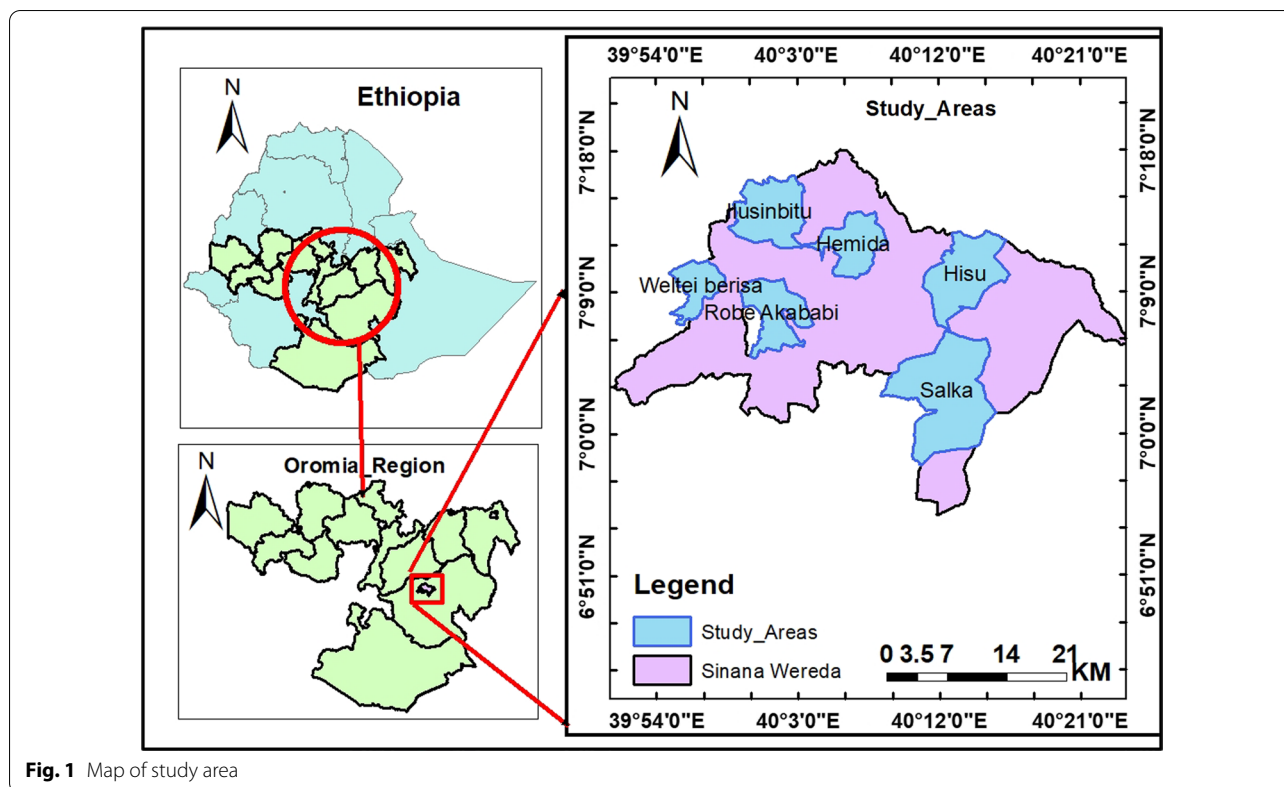 Ethiopia
N
Oromia_Region
N
39°54'0"E 40°3'0"E 40°12'0"E 40°21'0"E
Study_Areas
N
7°18'0"N
7°9'0"N
7°0'0"N
6°51'0"N
7°18'0"N
7°9'0"N
7°0'0"N
6°51'0"N
Hemida
Hisu
Weltei berisa
Robe Akababi
Salka
Legend
Study_Areas
Sinana Wereda
0 3.5 7 14 21
KM
39°54'0"E 40°3'0"E 40°12'0"E 40°21'0"E
Fig. 1 Map of study area